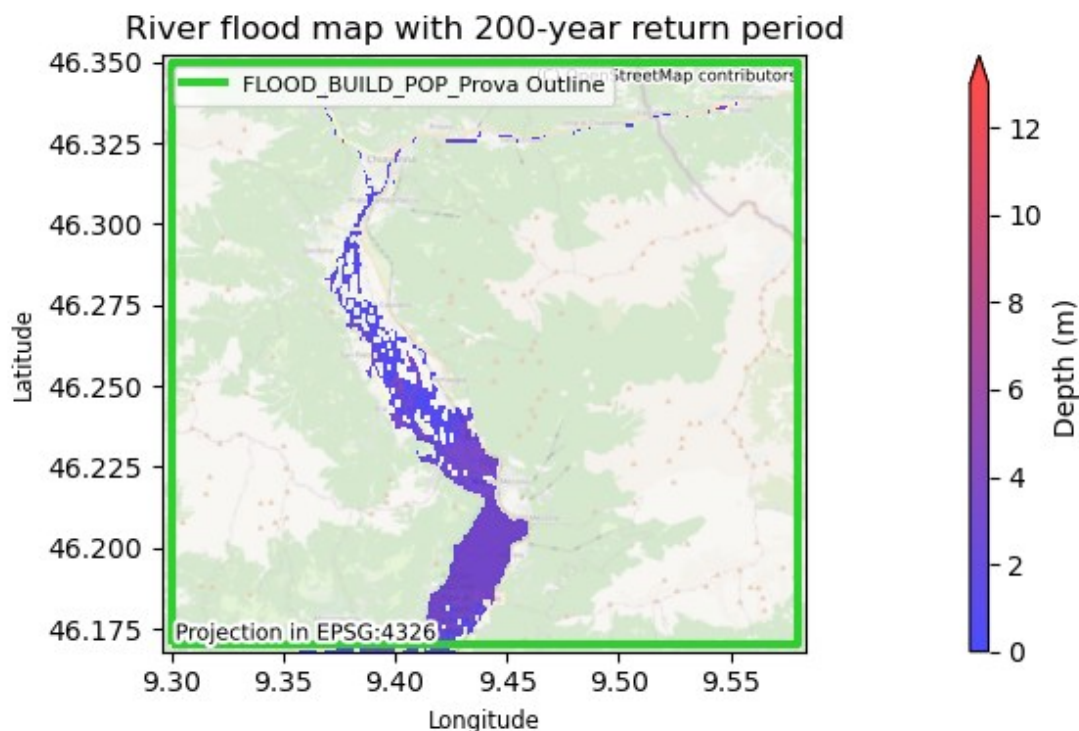 River flood map with 200-year return period
FLOOD_BUILD_POP_Prova Outline
(C) OpenStreetMap contributors
46.350
46.325
46.300
46.275
46.250
46.225
46.200
46.175
Latitude
Chiavenna
Projection in EPSG:4326
9.30
9.35
9.40
9.45
9.50
9.55
Longitude
12
10
8
6
4
2
0
Depth (m)